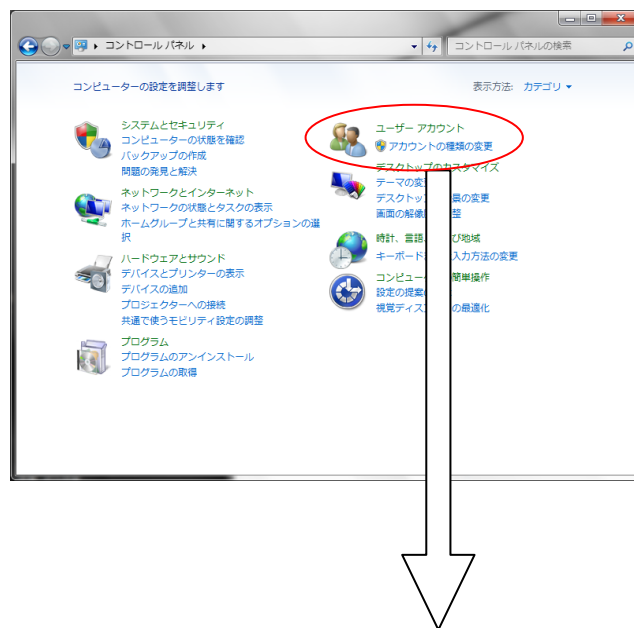 コントロール パネル
コントロール パネルの検索
コンピューターの設定を調整します
表示方法: カテゴリ
システムとセキュリティ
コンピューターの状態を確認
バックアップの作成
問題の発見と解決
ネットワークとインターネット
ネットワークの状態とタスクの表示
ホームグループと共有に関するオプションの選
択
ハードウェアとサウンド
デバイスとプリンターの表示
デバイスの追加
プロジェクターへの接続
共通で使うモビリティ設定の調整
プログラム
プログラムのアンインストール
プログラムの取得
ユーザー アカウント
アカウントの種類の変更
デスクトップのカスタマイズ
テーマの変
デスクトッ 景の変更
画面の解像 整
時計、言語、 び地域
キーボード 入力方法の変更
コンピュー 簡単操作
設定の提案
視覚ディス の最適化